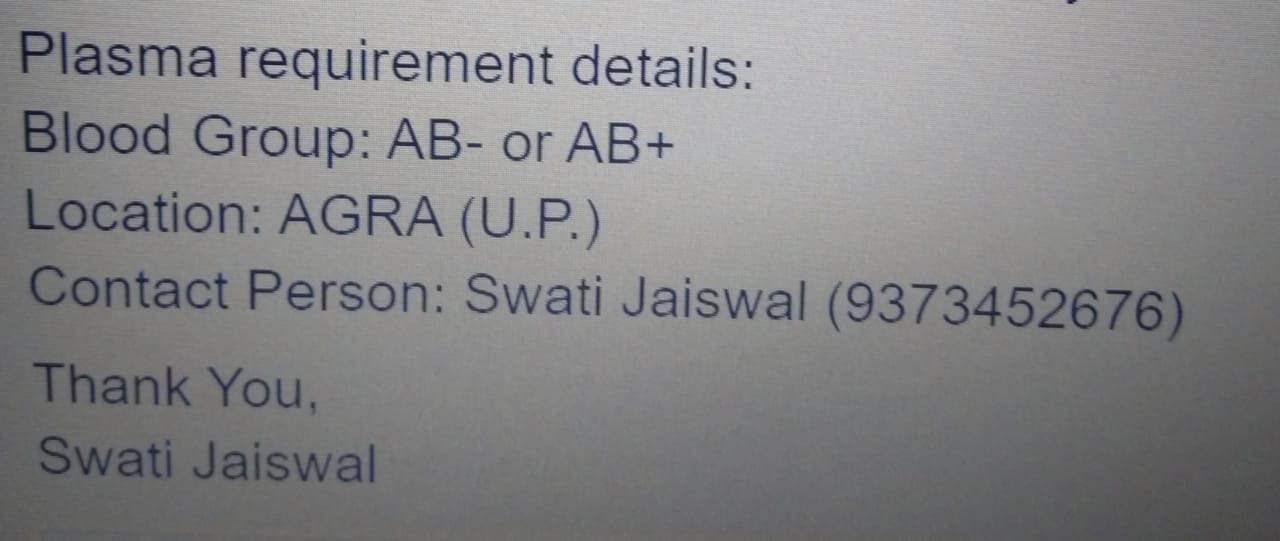 Plasma requirement details:
Blood Group: AB- or AB+
Location: AGRA (U.P.)
Contact Person: Swati Jaiswal (9373452676)
Thank You,
Swati Jaiswal